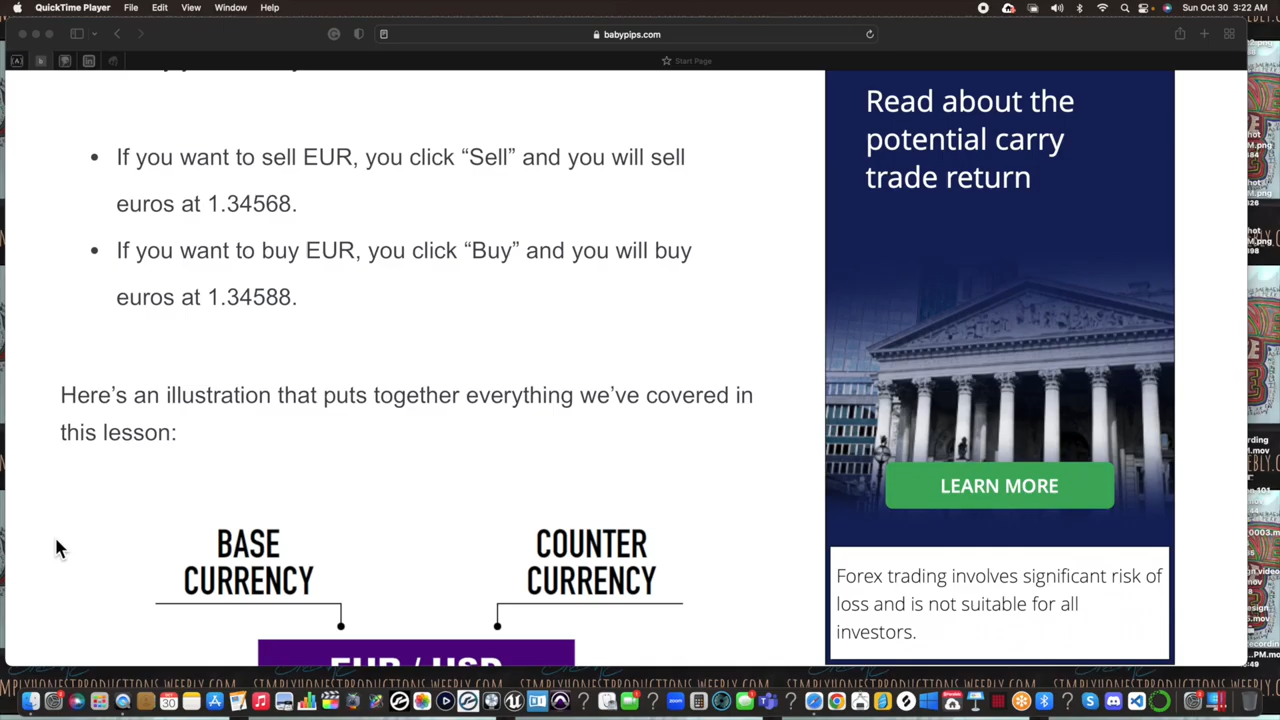 QuickTime Player File Edit View Window Help Sun Oct 30 3:22 AM
babypips.com
Start Page
• If you want to sell EUR, you click “Sell” and you will sell
euros at 1.34568.
• If you want to buy EUR, you click “Buy” and you will buy
euros at 1.34588.
Here’s an illustration that puts together everything we’ve covered in
this lesson:
BASE
CURRENCY
COUNTER
CURRENCY
EUR / USD
Read about the
potential carry
trade return
LEARN MORE
Forex trading involves significant risk of
loss and is not suitable for all
investors.